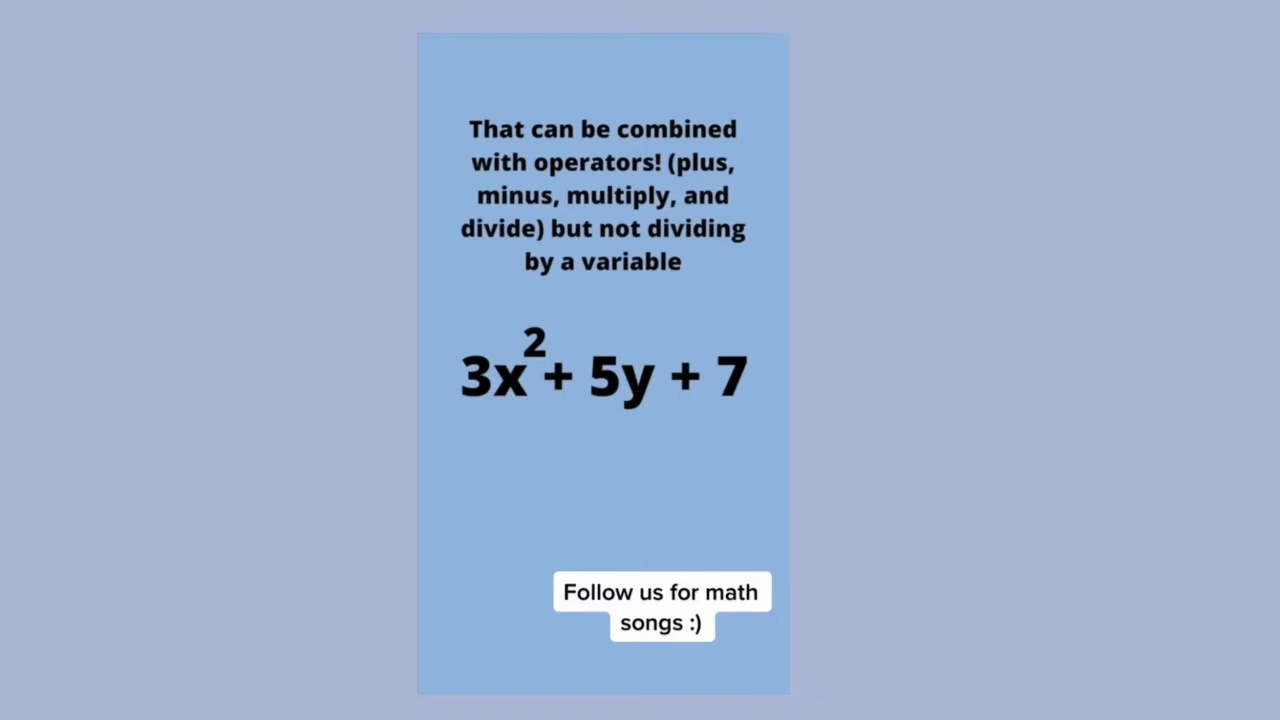 That can be combined
with operators! (plus,
minus, multiply, and
divide) but not dividing
by a variable
3x²+ 5y + 7
Follow us for math
songs :)